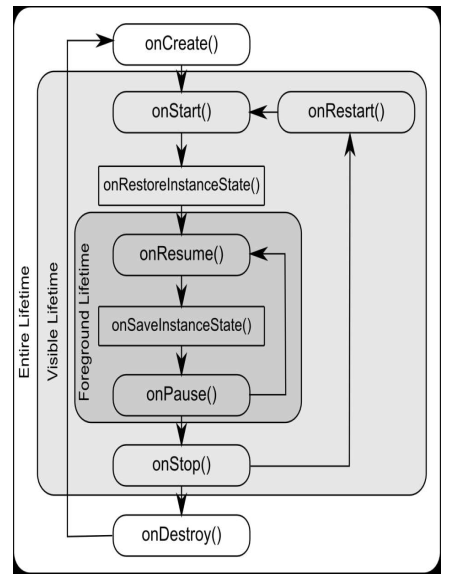 onCreate()
onStart()
onRestart()
onRestoreInstanceState()
onResume()
onSaveInstanceState()
onPause()
onStop()
onDestroy()
Entire Lifetime
Visible Lifetime
Foreground Lifetime